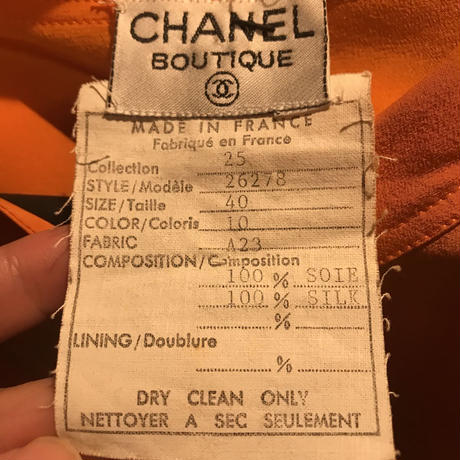 CHANEL
BOUTIQUE
MADE IN FRANCE
Fabriqué en France
Collection 25
STYLE/Modèle 26278
SIZE/Taille 40
COLOR/Coloris 10
FABRIC A23
COMPOSITION/Composition
100 % SOIE
100 % SILK
%
LINING/Doublure
%
DRY CLEAN ONLY
NETTOYER A SEC SEULEMENT